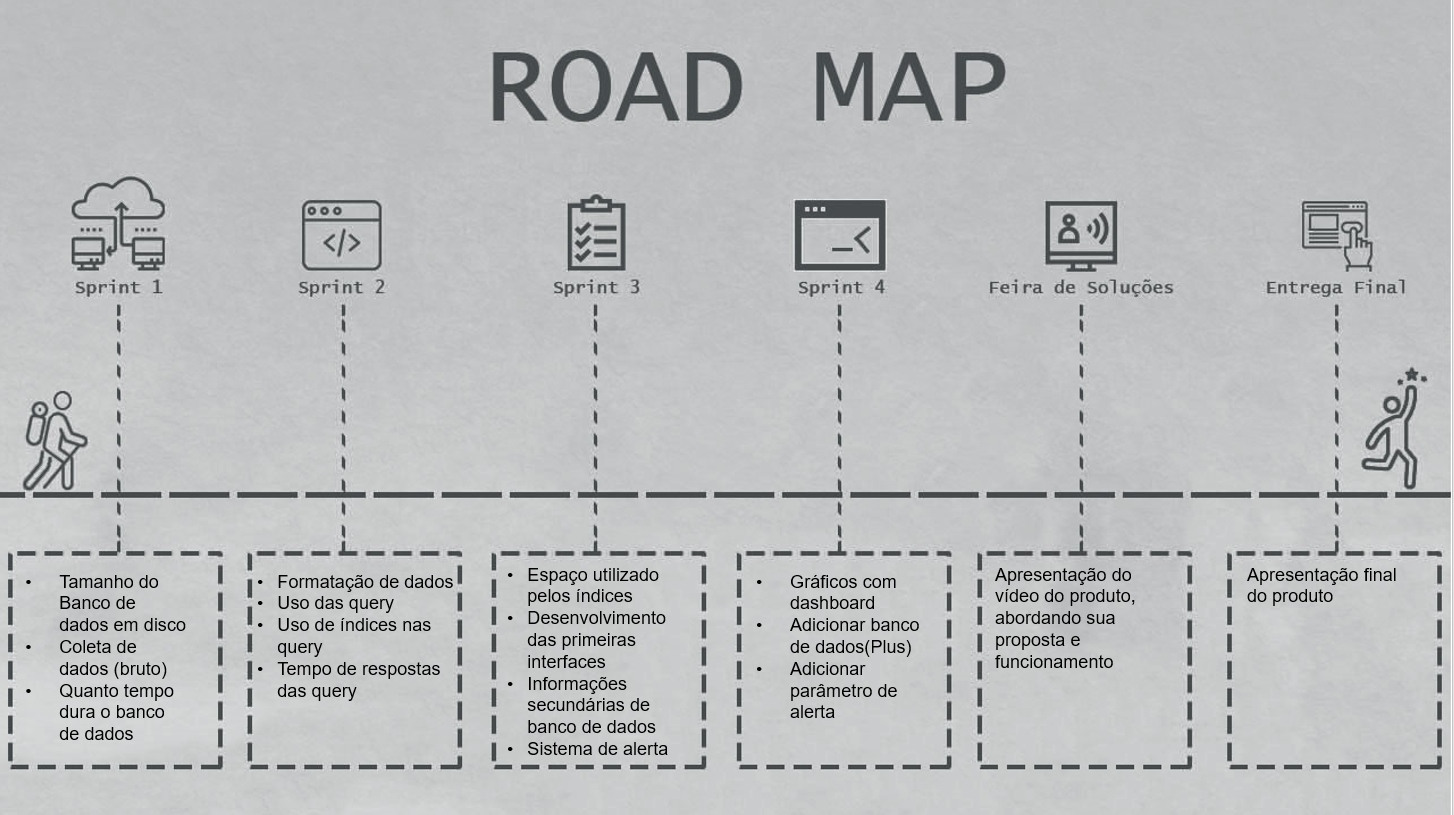 ROAD MAP
Sprint 1
Sprint 2
Sprint 3
Sprint 4
Feira de Soluções
Entrega Final
• Tamanho do
Banco de
dados em disco
• Coleta de
dados (bruto)
• Quanto tempo
dura o banco
de dados
• Formatação de dados
• Uso das query
• Uso de índices nas
query
• Tempo de respostas
das query
• Espaço utilizado
pelos índices
• Desenvolvimento
das primeiras
interfaces
• Informações
secundárias de
banco de dados
• Sistema de alerta
• Gráficos com
dashboard
• Adicionar banco
de dados(Plus)
• Adicionar
parâmetro de
alerta
Apresentação do
vídeo do produto,
abordando sua
proposta e
funcionamento
Apresentação final
do produto